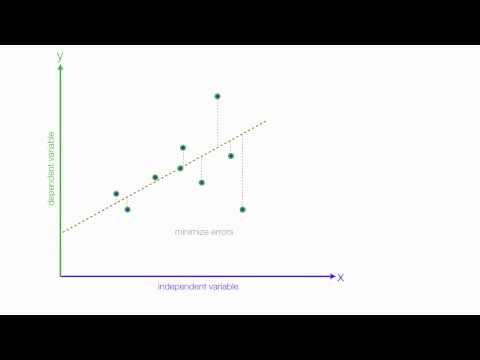 y
dependent variable
minimize errors
x
independent variable